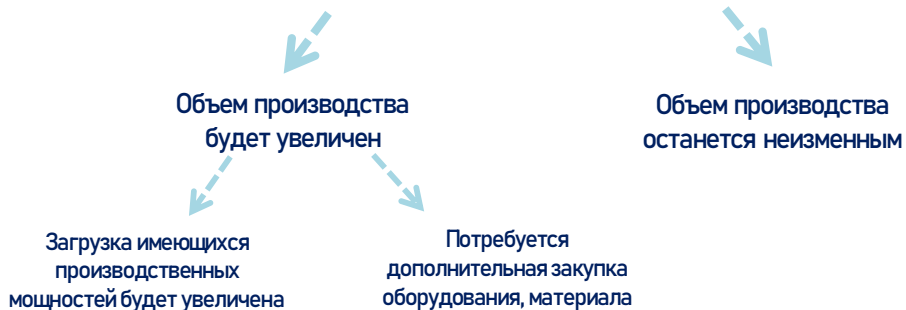 Объем производства
будет увеличен
Объем производства
останется неизменным
Загрузка имеющихся
производственных
мощностей будет увеличена
Потребуется
дополнительная закупка
оборудования, материала